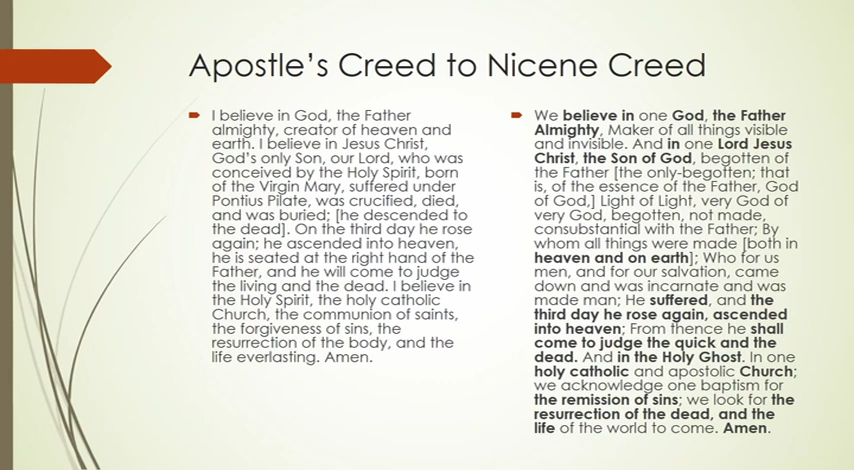 Apostle's Creed to Nicene Creed
I believe in God, the Father
almighty, creator of heaven and
earth. I believe in Jesus Christ,
God's only Son, our Lord, who was
conceived by the Holy Spirit, born
of the Virgin Mary, suffered under
Pontius Pilate, was crucified, died,
and was buried; [he descended to
the dead]. On the third day he rose
again; he ascended into heaven,
he is seated at the right hand of the
Father, and he will come to judge
the living and the dead. I believe in
the Holy Spirit, the holy catholic
Church, the communion of saints,
the forgiveness of sins, the
resurrection of the body, and the
life everlasting. Amen.
We believe in one God, the Father
Almighty, Maker of all things visible
and invisible. And in one Lord Jesus
Christ, the Son of God, begotten of
the Father [the only-begotten; that
is, of the essence of the Father, God
of God,] Light of Light, very God of
very God, begotten, not made,
consubstantial with the Father; By
whom all things were made [both in
heaven and on earth]; Who for us
men, and for our salvation, came
down and was incarnate and was
made man; He suffered, and the
third day he rose again, ascended
into heaven; From thence he shall
come to judge the quick and the
dead. And in the Holy Ghost. In one
holy catholic and apostolic Church;
we acknowledge one baptism for
the remission of sins; we look for the
resurrection of the dead, and the
life of the world to come. Amen.